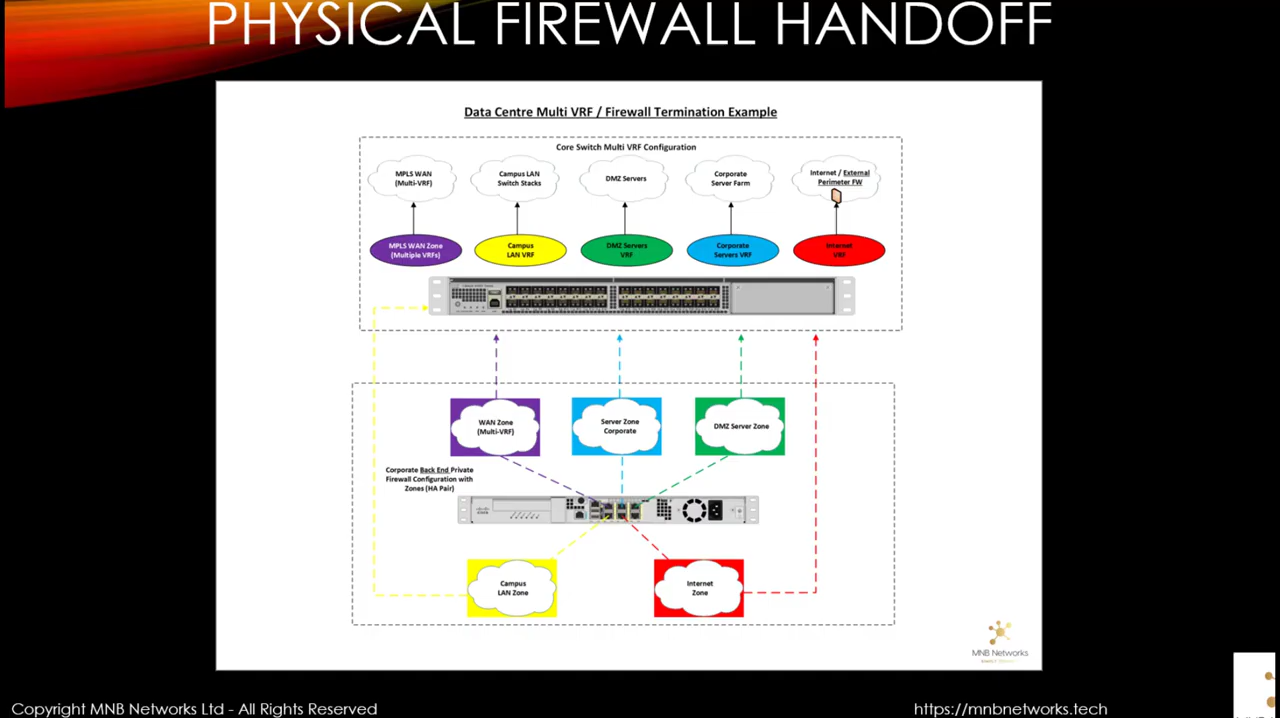 PHYSICAL FIREWALL HANDOFF
Data Centre Multi VRF / Firewall Termination Example
Core Switch Multi VRF Configuration
MPLS WAN
(Multi-VRF)
Campus LAN
Switch Stacks
DMZ Servers
Corporate
Server Farm
Internet / External
Perimeter FW
MPLS WAN Zone
(Multiple VRFs)
Campus
LAN VRF
DMZ Servers
VRF
Corporate
Servers VRF
Internet
VRF
WAN Zone
(Multi-VRF)
Server Zone
Corporate
DMZ Server Zone
Corporate Back End Private
Firewall Configuration with
Zones (HA Pair)
Campus
LAN Zone
Internet
Zone
MNB Networks
Copyright MNB Networks Ltd - All Rights Reserved
https://mnbnetworks.tech